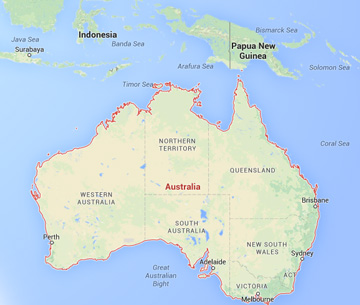 Java Sea
Surabaya
Indonesia
Banda Sea
Bismarck Sea
Papua New
Guinea
Solomon Sea
Arafura Sea
Timor Sea
Coral Sea
NORTHERN
TERRITORY
QUEENSLAND
Australia
WESTERN
AUSTRALIA
Brisbane
SOUTH
AUSTRALIA
Perth
NEW SOUTH
WALES
Sydney
Great
Australian
Bight
Adelaide
ACT
VICTORIA
Melbourne